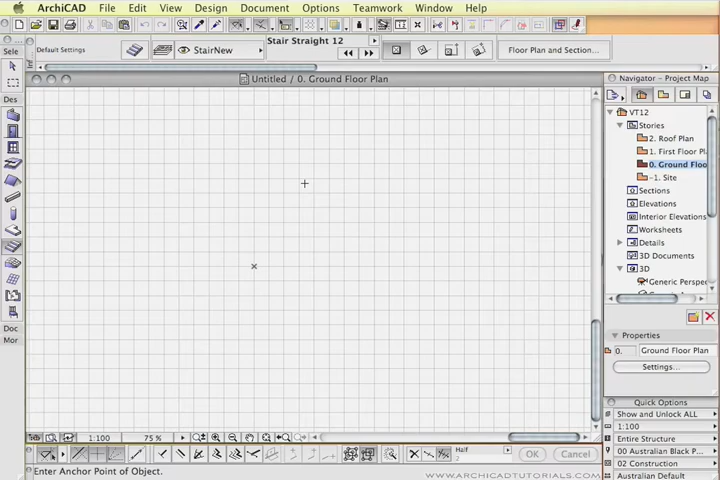 ArchiCAD File Edit View Design Document Options Teamwork Window Help
Sele
Default Settings
StairNew
Stair Straight 12
Floor Plan and Section...
Untitled / 0. Ground Floor Plan
Navigator - Project Map
Des
VT12
Stories
2. Roof Plan
1. First Floor Pl
0. Ground Floo
-1. Site
Sections
Elevations
Interior Elevations
Worksheets
Details
3D Documents
3D
Generic Perspe
Doc
Mor
Properties
0. Ground Floor Plan
Settings...
Quick Options
Show and Unlock ALL
1:100
Entire Structure
00 Australian Black P
02 Construction
Australian Default
1:100 75 %
Half
2
OK Cancel
Enter Anchor Point of Object.
WWW.ARCHICADTUTORIALS.COM